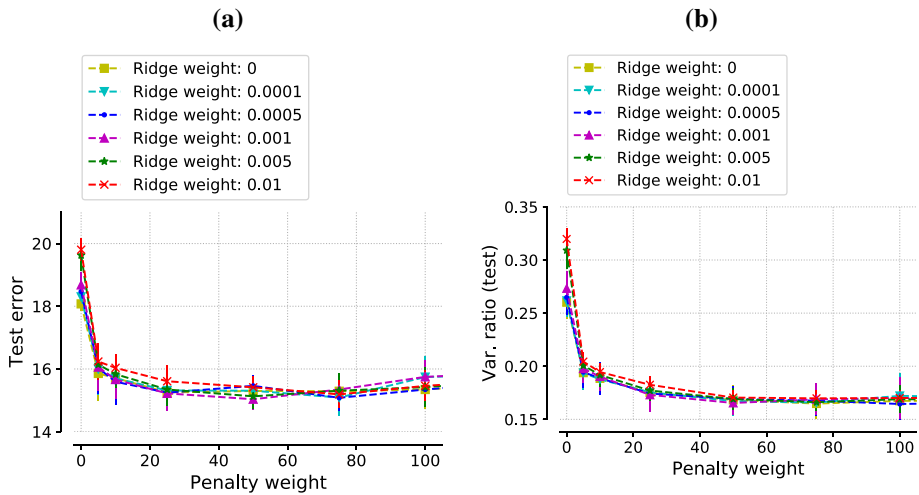 (a)
Ridge weight: 0
Ridge weight: 0.0001
Ridge weight: 0.0005
Ridge weight: 0.001
Ridge weight: 0.005
Ridge weight: 0.01
20
18
16
14
Test error
0 20 40 60 80 100
Penalty weight
(b)
Ridge weight: 0
Ridge weight: 0.0001
Ridge weight: 0.0005
Ridge weight: 0.001
Ridge weight: 0.005
Ridge weight: 0.01
0.35
0.30
0.25
0.20
0.15
Var. ratio (test)
0 20 40 60 80 100
Penalty weight